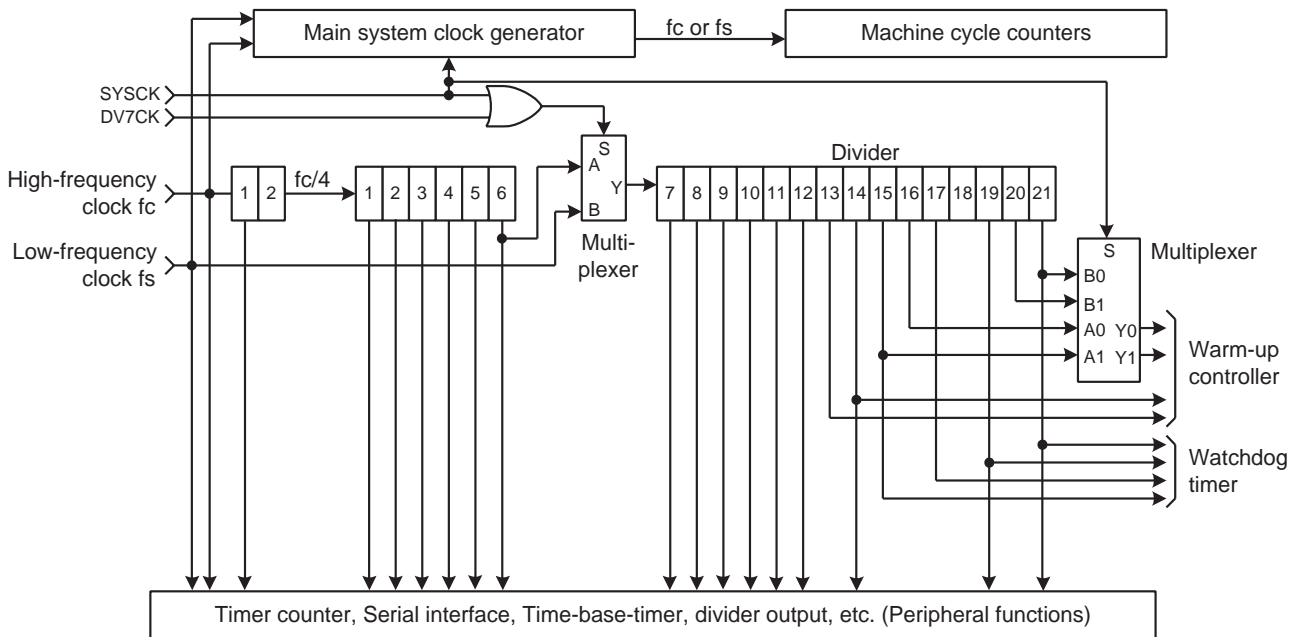 Main system clock generator
fc or fs
Machine cycle counters
SYSCK
DV7CK
S
A
Y
B
Multi-
plexer
Divider
High-frequency
clock fc
1 2
fc/4
1 2 3 4 5 6
7 8 9 10 11 12 13 14 15 16 17 18 19 20 21
Low-frequency
clock fs
S
Multiplexer
B0
B1
A0 Y0
A1 Y1
Warm-up
controller
Watchdog
timer
Timer counter, Serial interface, Time-base-timer, divider output, etc. (Peripheral functions)